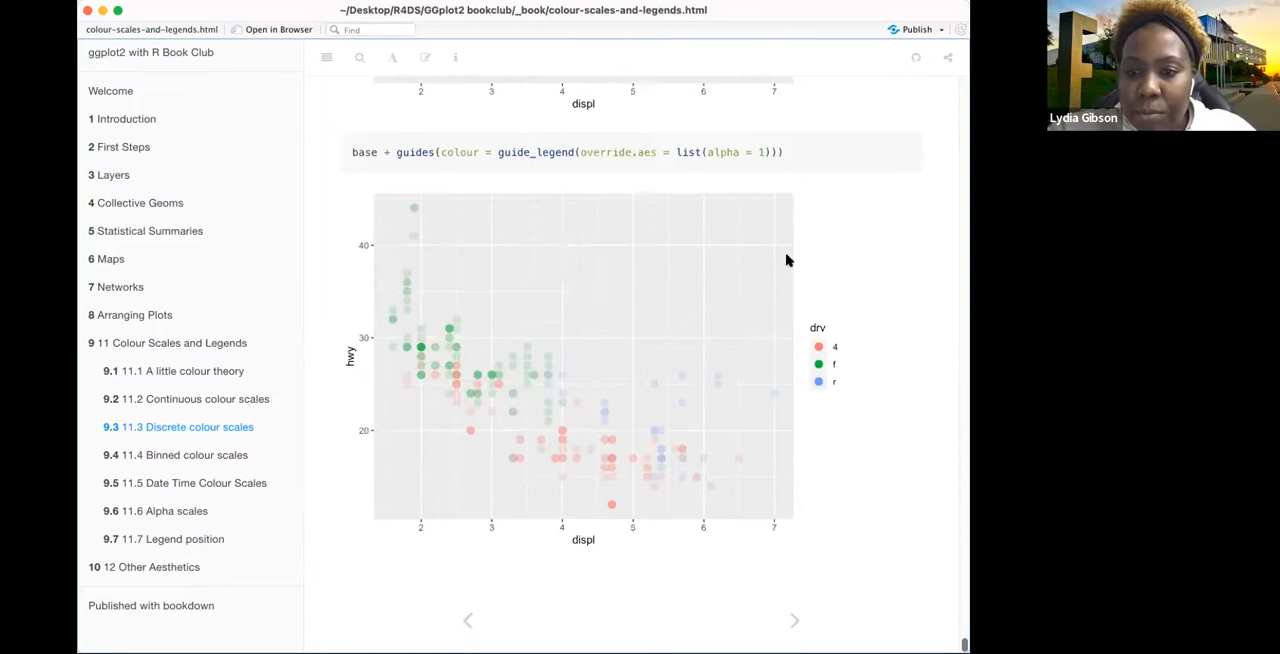 ~/Desktop/R4DS/GGplot2 bookclub/_book/colour-scales-and-legends.html
colour-scales-and-legends.html
Open in Browser
Find
Publish
ggplot2 with R Book Club
Welcome
1 Introduction
2 First Steps
3 Layers
4 Collective Geoms
5 Statistical Summaries
6 Maps
7 Networks
8 Arranging Plots
9 11 Colour Scales and Legends
9.1 11.1 A little colour theory
9.2 11.2 Continuous colour scales
9.3 11.3 Discrete colour scales
9.4 11.4 Binned colour scales
9.5 11.5 Date Time Colour Scales
9.6 11.6 Alpha scales
9.7 11.7 Legend position
10 12 Other Aesthetics
Published with bookdown
2 3 4 5 6 7
displ
base + guides(colour = guide_legend(override.aes = list(alpha = 1)))
40
30
20
hwy
2 3 4 5 6 7
displ
drv
4
f
r
Lydia Gibson